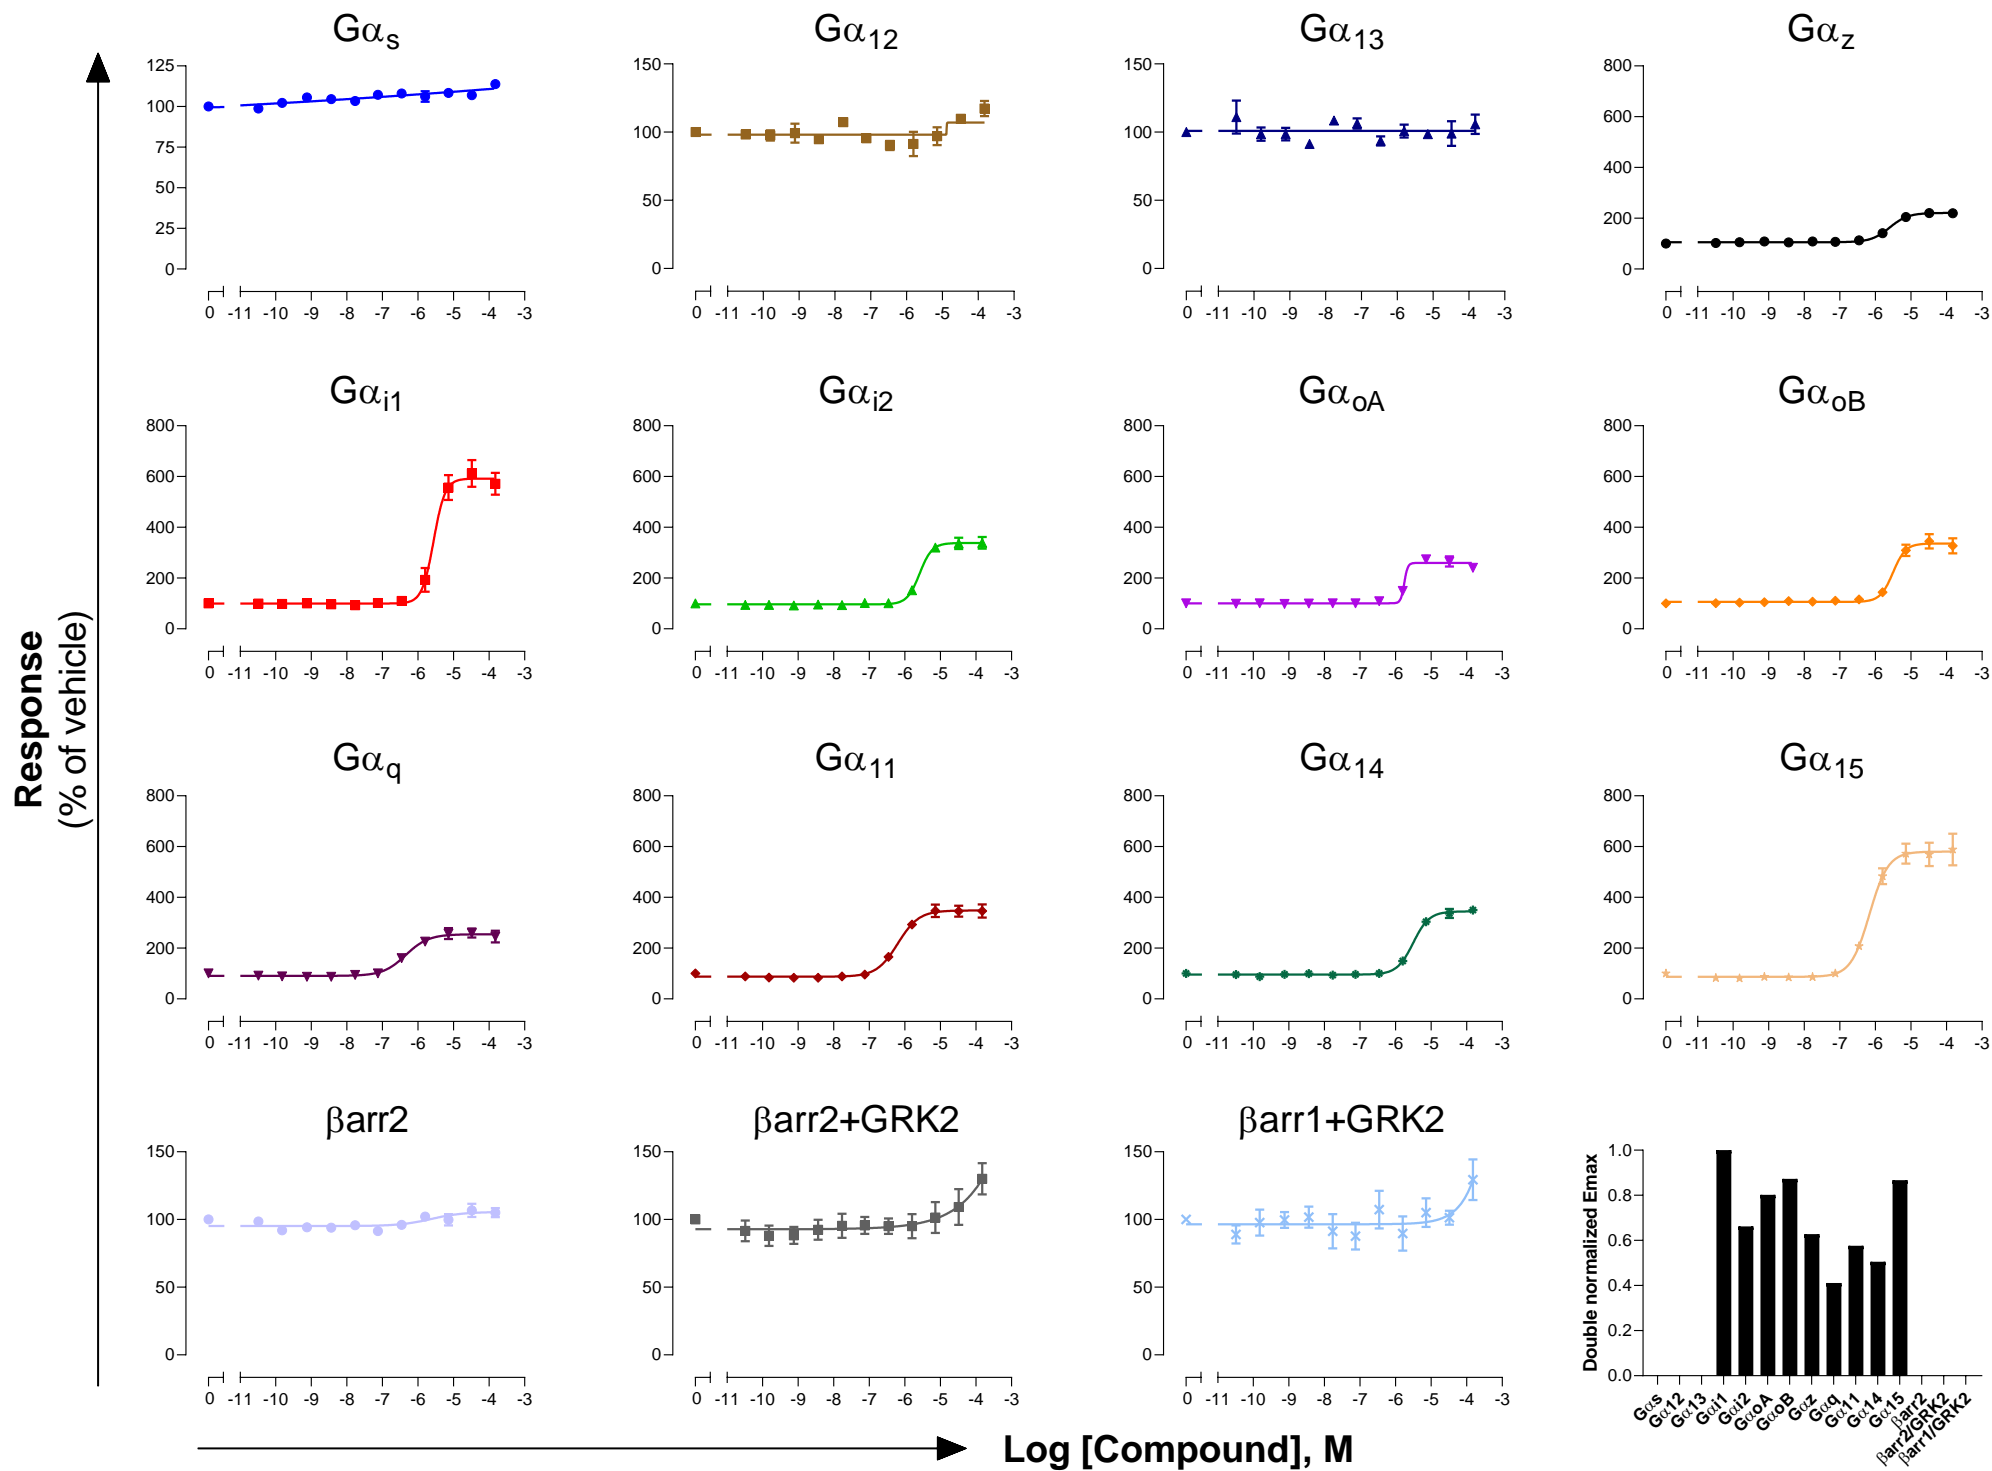 Gαs
Gα12
Gα13
Gαz
125
100
75
50
25
0
0 -11 -10 -9 -8 -7 -6 -5 -4 -3
150
100
50
0
0 -11 -10 -9 -8 -7 -6 -5 -4 -3
150
100
50
0
0 -11 -10 -9 -8 -7 -6 -5 -4 -3
800
600
400
200
0
0 -11 -10 -9 -8 -7 -6 -5 -4 -3
Gαi1
Gαi2
GαoA
GαoB
800
600
400
200
0
0 -11 -10 -9 -8 -7 -6 -5 -4 -3
800
600
400
200
0
0 -11 -10 -9 -8 -7 -6 -5 -4 -3
800
600
400
200
0
0 -11 -10 -9 -8 -7 -6 -5 -4 -3
800
600
400
200
0
0 -11 -10 -9 -8 -7 -6 -5 -4 -3
Response
(% of vehicle)
Gαq
Gα11
Gα14
Gα15
800
600
400
200
0
0 -11 -10 -9 -8 -7 -6 -5 -4 -3
800
600
400
200
0
0 -11 -10 -9 -8 -7 -6 -5 -4 -3
800
600
400
200
0
0 -11 -10 -9 -8 -7 -6 -5 -4 -3
800
600
400
200
0
0 -11 -10 -9 -8 -7 -6 -5 -4 -3
βarr2
βarr2+GRK2
βarr1+GRK2
150
100
50
0
0 -11 -10 -9 -8 -7 -6 -5 -4 -3
150
100
50
0
0 -11 -10 -9 -8 -7 -6 -5 -4 -3
150
100
50
0
0 -11 -10 -9 -8 -7 -6 -5 -4 -3
Double normalized Emax
1.0
0.8
0.6
0.4
0.2
0.0
Gαs
Gα12
Gα13
Gαi1
Gαi2
GαoA
GαoB
Gαz
Gαq
Gα11
Gα14
Gα15
βarr2
βarr2/GRK2
βarr1/GRK2
Log [Compound], M